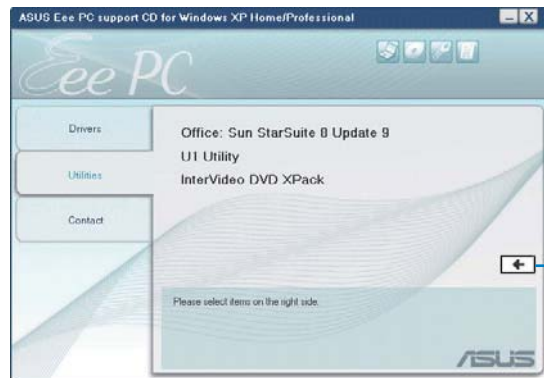 ASUS Eee PC support CD for Windows XP Home/Professional
Eee PC
Drivers
Office: Sun StarSuite 8 Update 9
U1 Utility
Utilities
InterVideo DVD XPack
Contact
Please select items on the right side.
ASUS